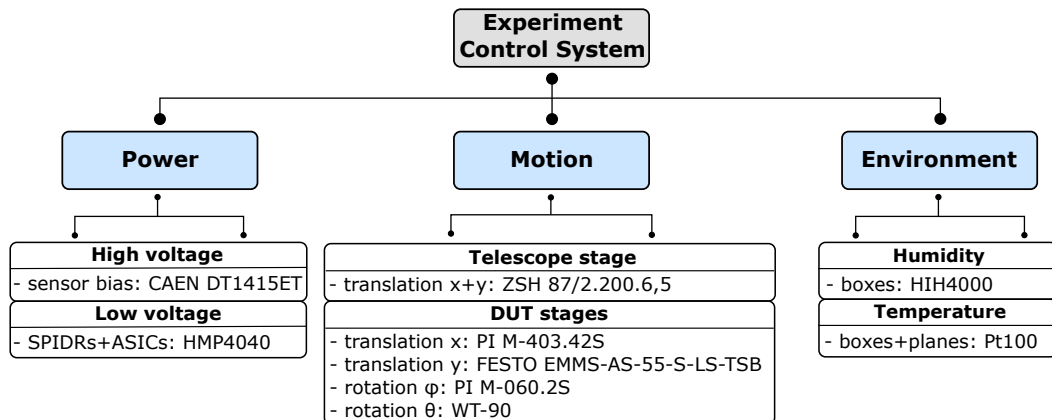 Experiment
Control System
Power
Motion
Environment
High voltage
- sensor bias: CAEN DT1415ET
Low voltage
- SPIDRs+ASICs: HMP4040
Telescope stage
- translation x+y: ZSH 87/2.200.6,5
DUT stages
- translation x: PI M-403.42S
- translation y: FESTO EMMS-AS-55-S-LS-TSB
- rotation φ: PI M-060.2S
- rotation θ: WT-90
Humidity
- boxes: HIH4000
Temperature
- boxes+planes: Pt100